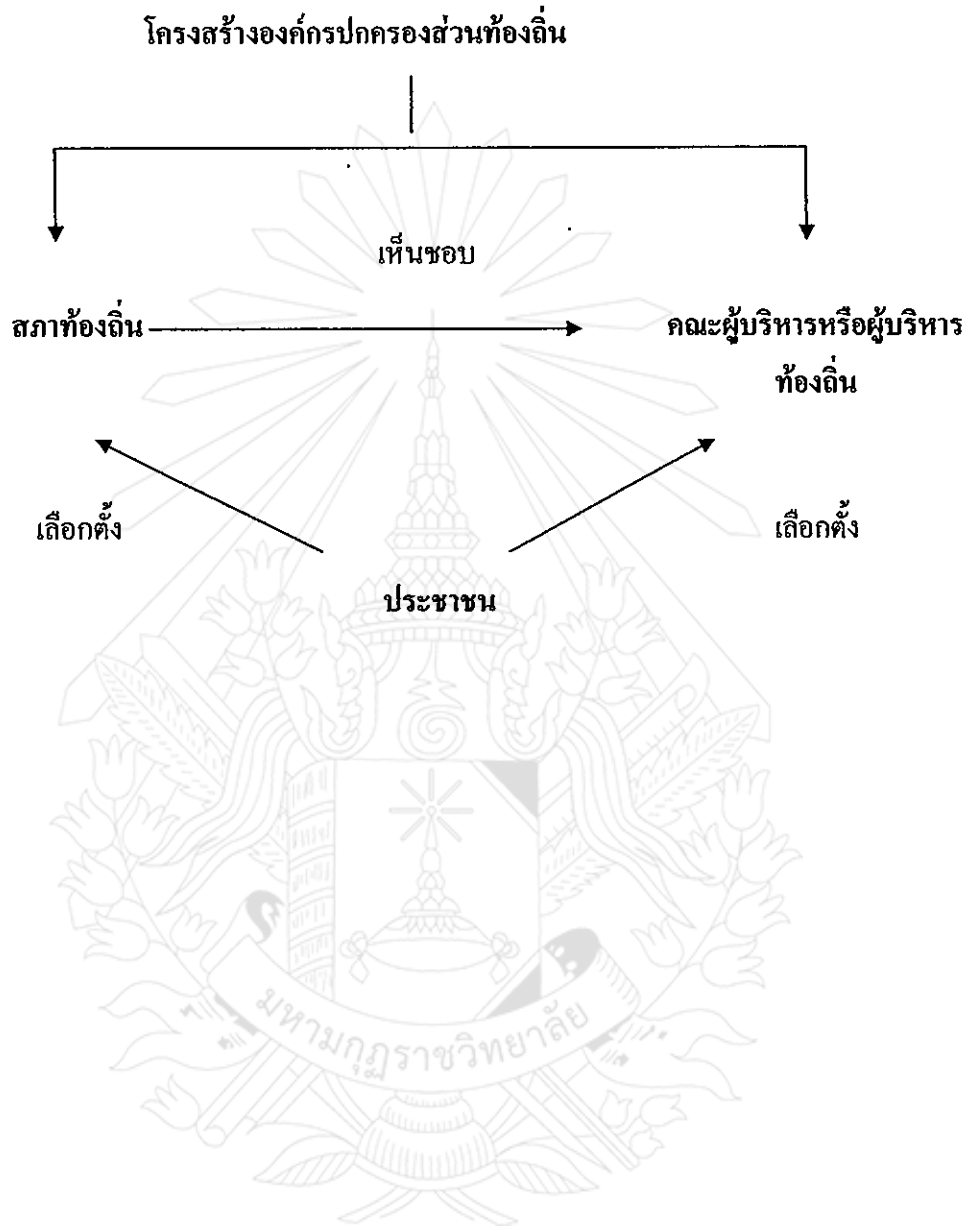 โครงสร้างองค์กรปกครองส่วนท้องถิ่น
เห็นชอบ
สภาท้องถิ่น
คณะผู้บริหารหรือผู้บริหาร
ท้องถิ่น
เลือกตั้ง
เลือกตั้ง
ประชาชน
มหามกุฏราชวิทยาลัย